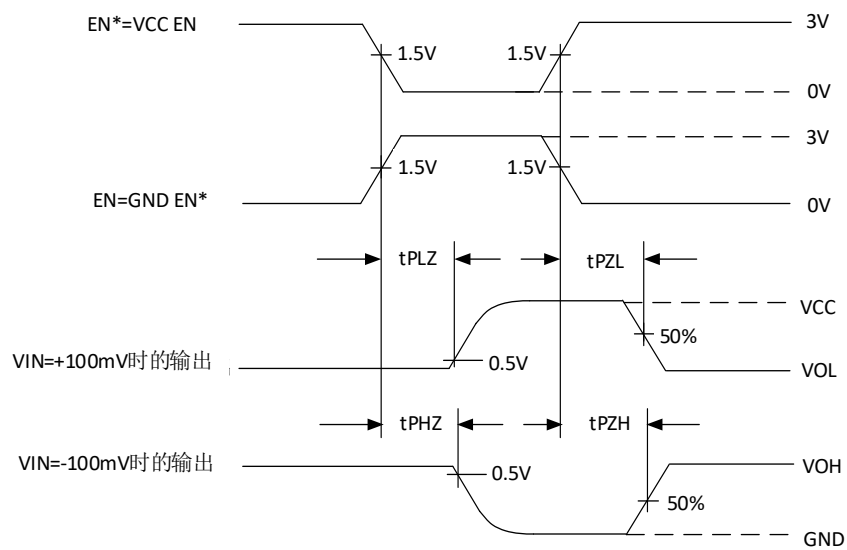 EN*=VCC EN
3V
1.5V
1.5V
0V
3V
1.5V
1.5V
EN=GND EN*
0V
tPLZ
tPZL
VCC
50%
VIN=+100mV时的输出
0.5V
VOL
tPHZ
tPZH
VIN=-100mV时的输出
0.5V
VOH
50%
GND